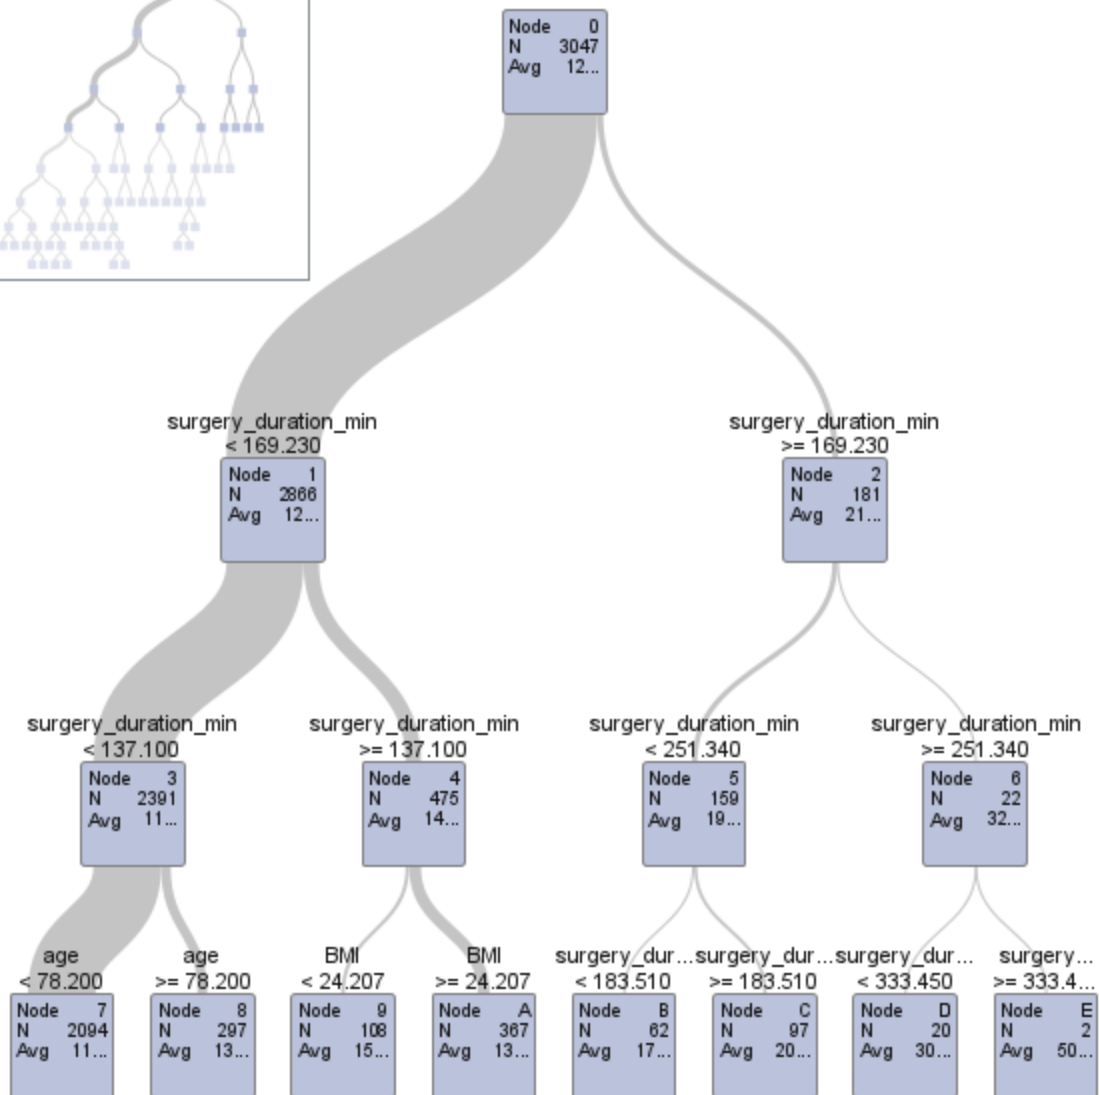 Node 0
N 3047
Avg 12...
surgery_duration_min
< 169.230
Node 1
N 2866
Avg 12...
surgery_duration_min
>= 169.230
Node 2
N 181
Avg 21...
surgery_duration_min
< 137.100
Node 3
N 2391
Avg 11...
surgery_duration_min
>= 137.100
Node 4
N 475
Avg 14...
surgery_duration_min
< 251.340
Node 5
N 159
Avg 19...
surgery_duration_min
>= 251.340
Node 6
N 22
Avg 32...
age
< 78.200
Node 7
N 2094
Avg 11...
age
>= 78.200
Node 8
N 297
Avg 13...
BMI
< 24.207
Node 9
N 108
Avg 15...
BMI
>= 24.207
Node A
N 367
Avg 13...
surgery_dur...
< 183.510
Node B
N 62
Avg 17...
surgery_dur...
>= 183.510
Node C
N 97
Avg 20...
surgery_dur...
< 333.450
Node D
N 20
Avg 30...
surgery...
>= 333.4...
Node E
N 2
Avg 50...